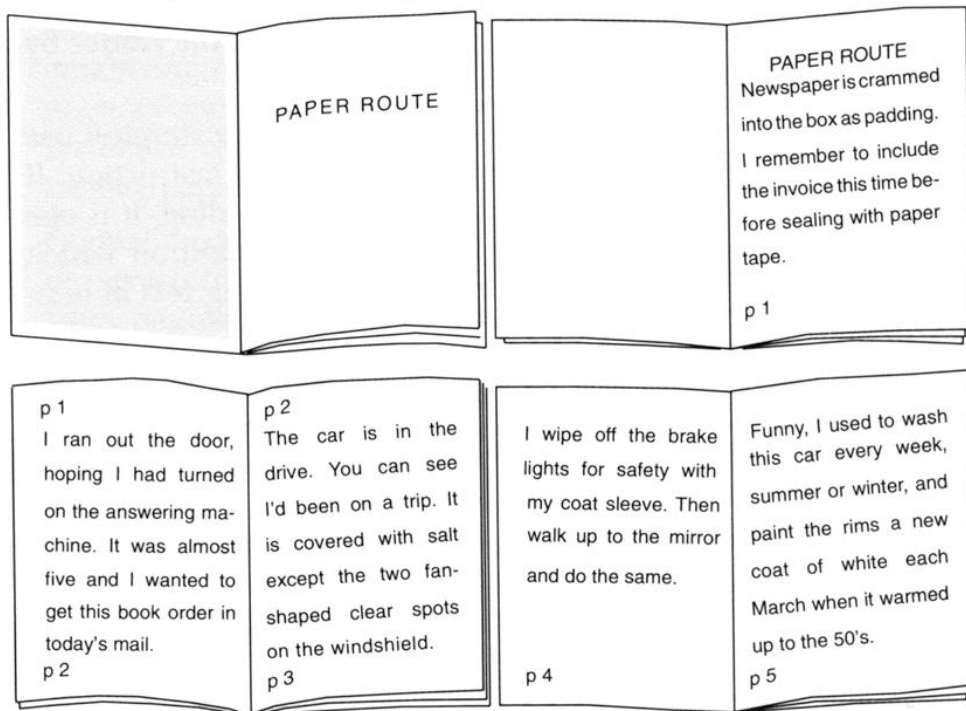 PAPER ROUTE
PAPER ROUTE
Newspaper is crammed
into the box as padding.
I remember to include
the invoice this time be-
fore sealing with paper
tape.
p 1
p 1
I ran out the door,
hoping I had turned
on the answering ma-
chine. It was almost
five and I wanted to
get this book order in
today's mail.
p 2
p 2
The car is in the
drive. You can see
I'd been on a trip. It
is covered with salt
except the two fan-
shaped clear spots
on the windshield.
p 3
I wipe off the brake
lights for safety with
my coat sleeve. Then
walk up to the mirror
and do the same.
p 4
Funny, I used to wash
this car every week,
summer or winter, and
paint the rims a new
coat of white each
March when it warmed
up to the 50's.
p 5